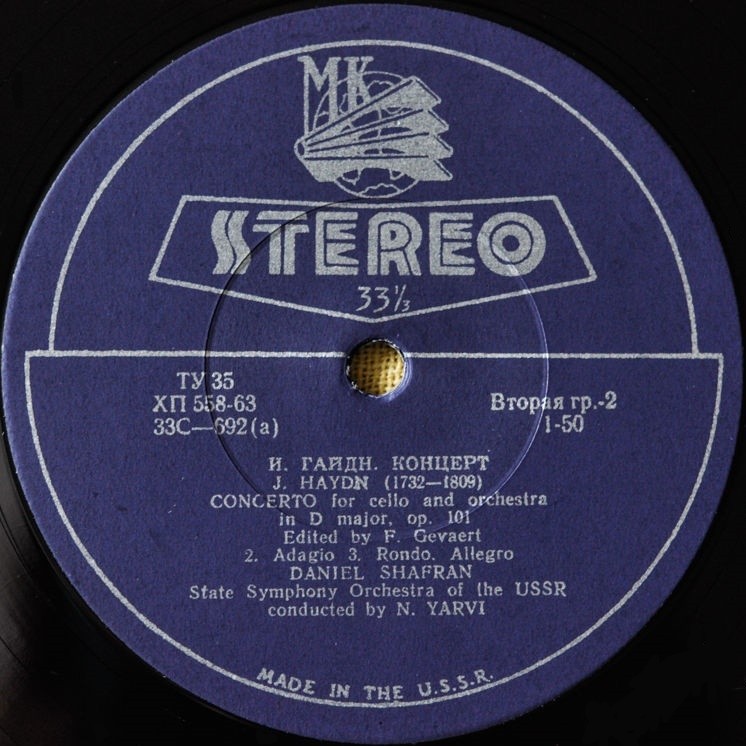 МК
STEREO
33⅓
ТУ 35
ХП 558-63
33С—692(а)
Вторая гр.-2
1-50
И. ГАЙДН. КОНЦЕРТ
J. HAYDN (1732—1809)
CONCERTO for cello and orchestra
in D major, op. 101
Edited by F. Gevaert
2. Adagio 3. Rondo. Allegro
DANIEL SHAFRAN
State Symphony Orchestra of the USSR
conducted by N. YARVI
MADE IN THE U.S.S.R.